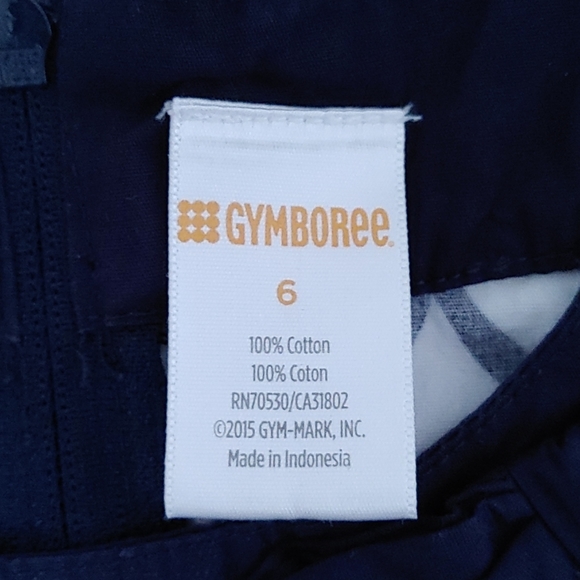 GYMBOREE
6
100% Cotton
100% Coton
RN70530/CA31802
©2015 GYM-MARK, INC.
Made in Indonesia